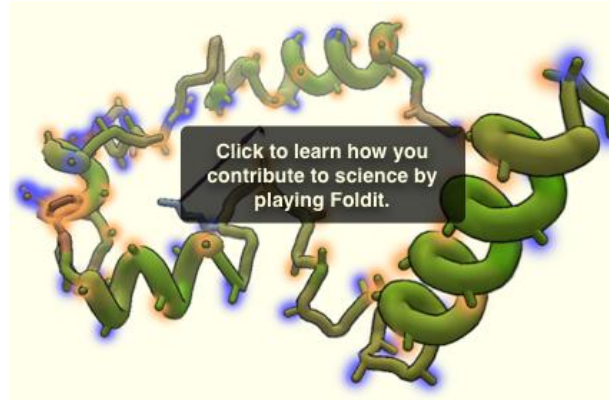 Click to learn how you
contribute to science by
playing Foldit.